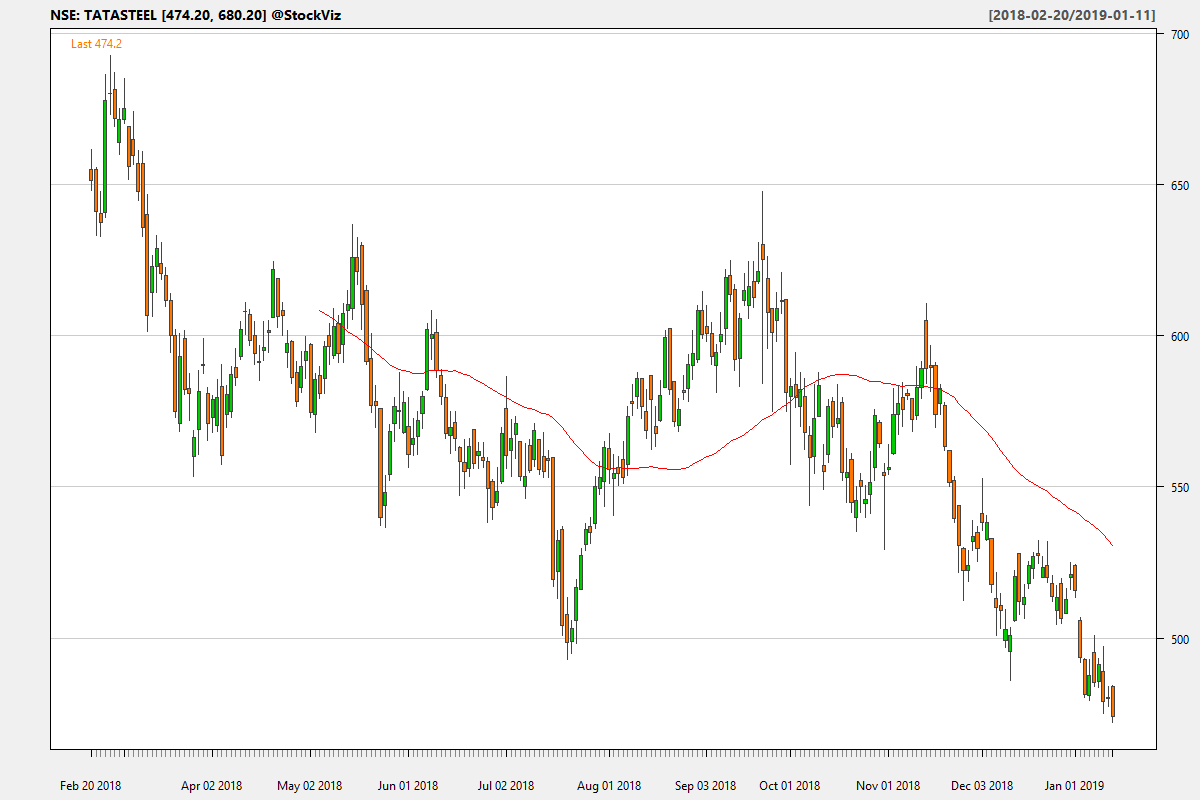 NSE: TATASTEEL [474.20, 680.20] @StockViz [2018-02-20/2019-01-11]
Last 474.2
700
650
600
550
500
Feb 20 2018 Apr 02 2018 May 02 2018 Jun 01 2018 Jul 02 2018 Aug 01 2018 Sep 03 2018 Oct 01 2018 Nov 01 2018 Dec 03 2018 Jan 01 2019